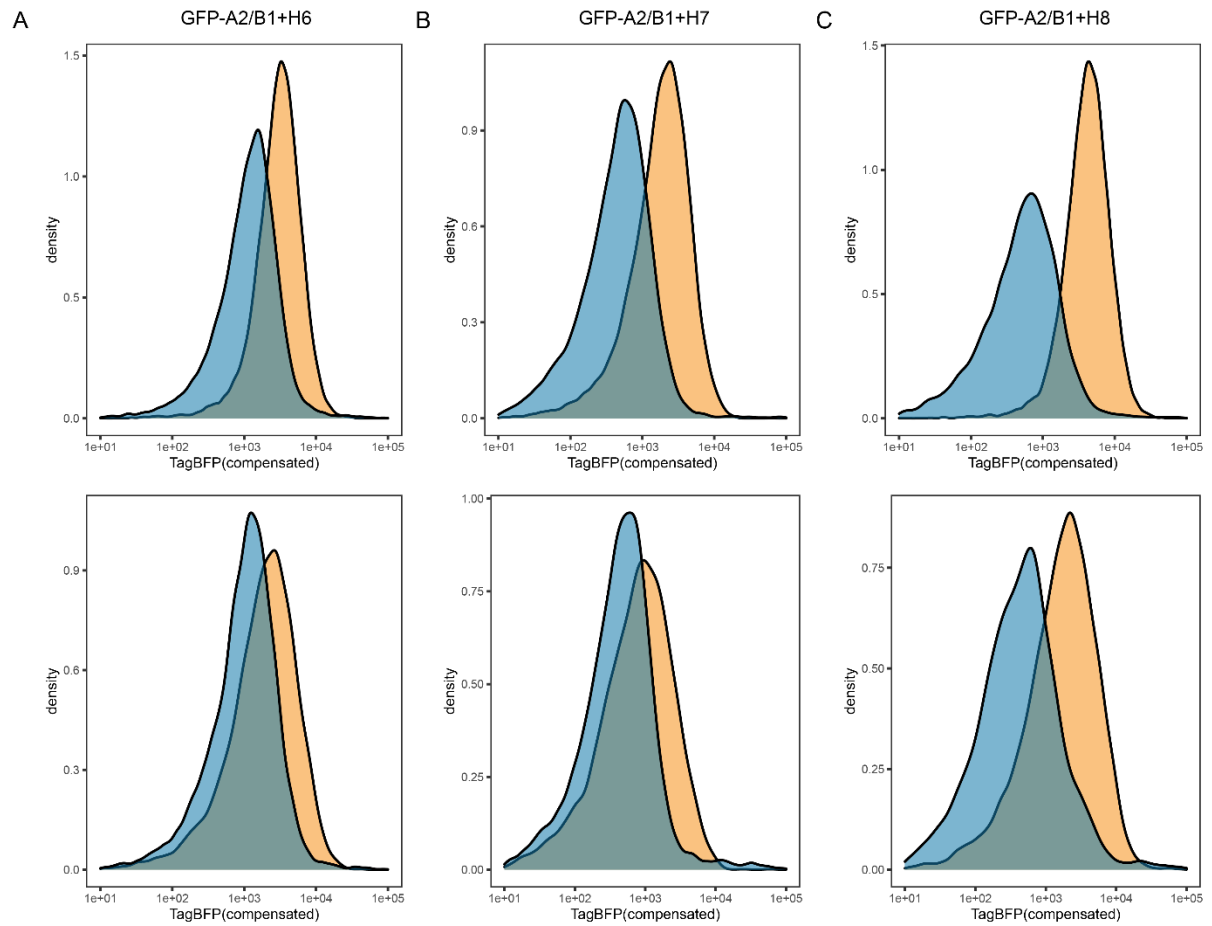 A
GFP-A2/B1+H6
B
GFP-A2/B1+H7
C
GFP-A2/B1+H8
1.5
1.0
0.5
0.0
density
1e+01 1e+02 1e+03 1e+04 1e+05
TagBFP(compensated)
0.9
0.6
0.3
0.0
density
1e+01 1e+02 1e+03 1e+04 1e+05
TagBFP(compensated)
1.5
1.0
0.5
0.0
density
1e+01 1e+02 1e+03 1e+04 1e+05
TagBFP(compensated)
0.9
0.6
0.3
0.0
density
1e+01 1e+02 1e+03 1e+04 1e+05
TagBFP(compensated)
1.00
0.75
0.50
0.25
0.00
density
1e+01 1e+02 1e+03 1e+04 1e+05
TagBFP(compensated)
0.75
0.50
0.25
0.00
density
1e+01 1e+02 1e+03 1e+04 1e+05
TagBFP(compensated)